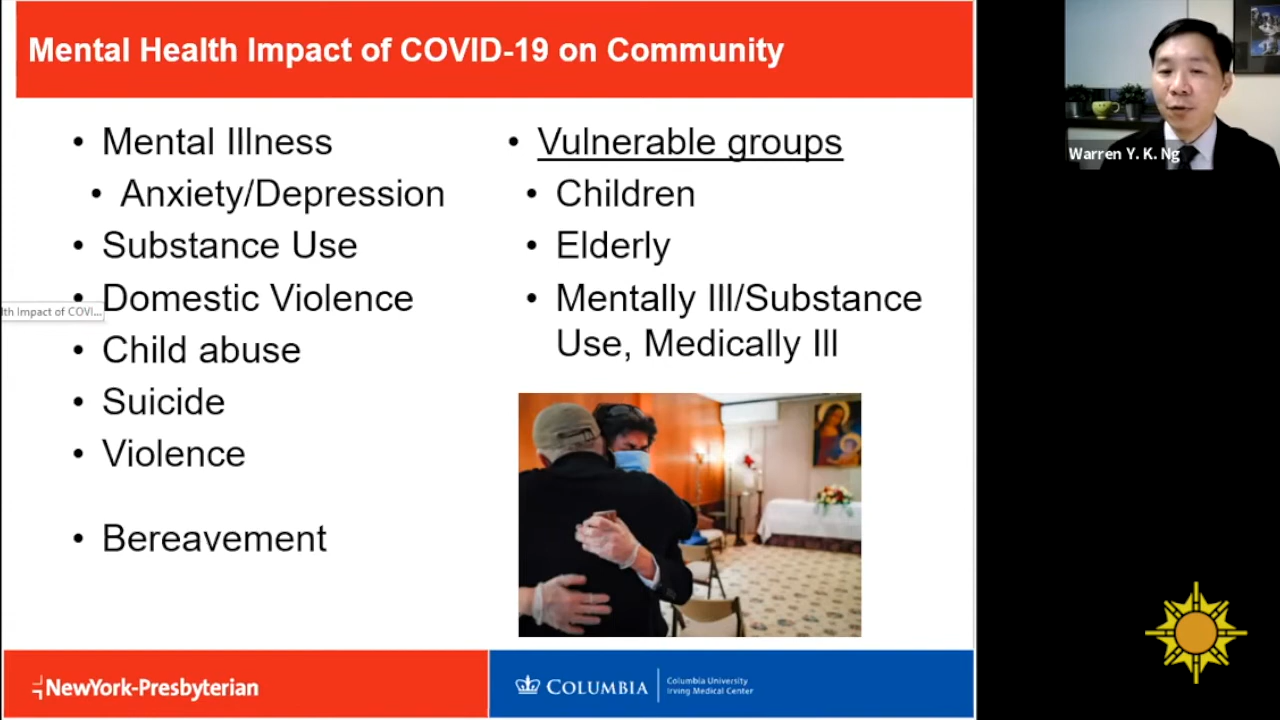 Mental Health Impact of COVID-19 on Community
• Mental Illness
• Anxiety/Depression
• Substance Use
• Domestic Violence
lth Impact of COVI...
• Child abuse
• Suicide
• Violence
• Bereavement
• Vulnerable groups
• Children
• Elderly
• Mentally Ill/Substance
Use, Medically Ill
Warren Y. K. Ng
NewYork-Presbyterian
COLUMBIA
Columbia University
Irving Medical Center